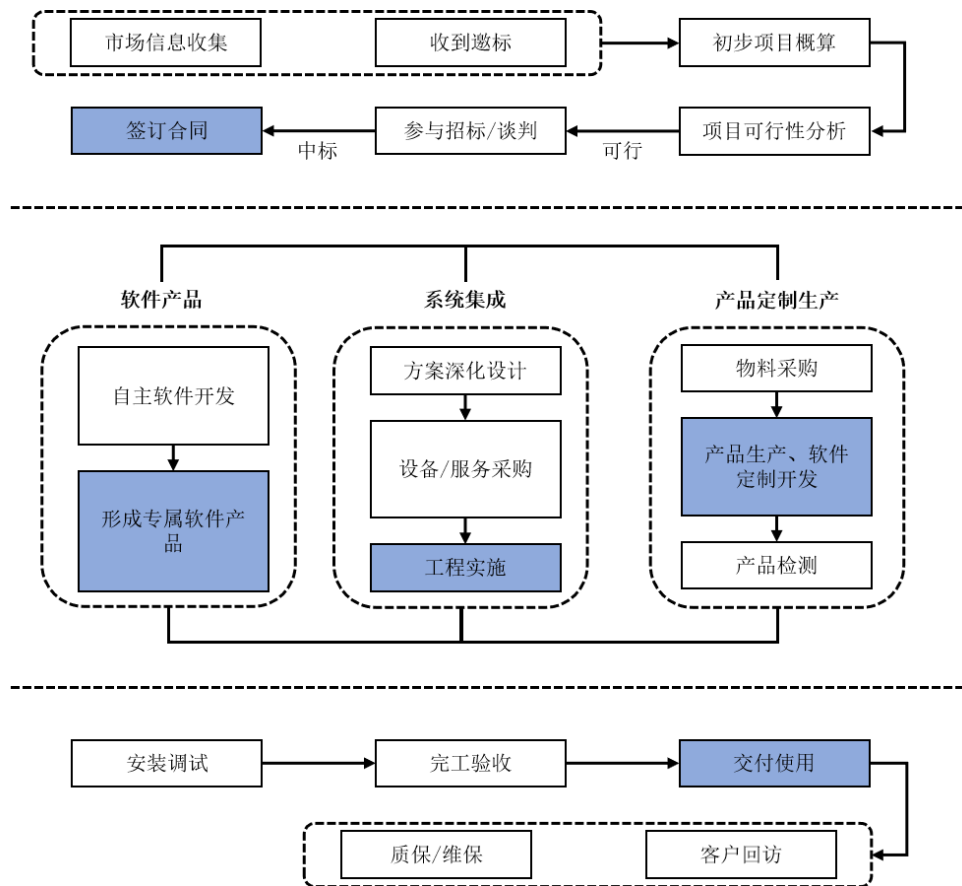 市场信息收集
收到邀标
初步项目概算
签订合同
中标
参与招标/谈判
可行
项目可行性分析
软件产品
系统集成
产品定制生产
自主软件开发
形成专属软件产
品
方案深化设计
设备/服务采购
工程实施
物料采购
产品生产、软件
定制开发
产品检测
安装调试
完工验收
交付使用
质保/维保
客户回访